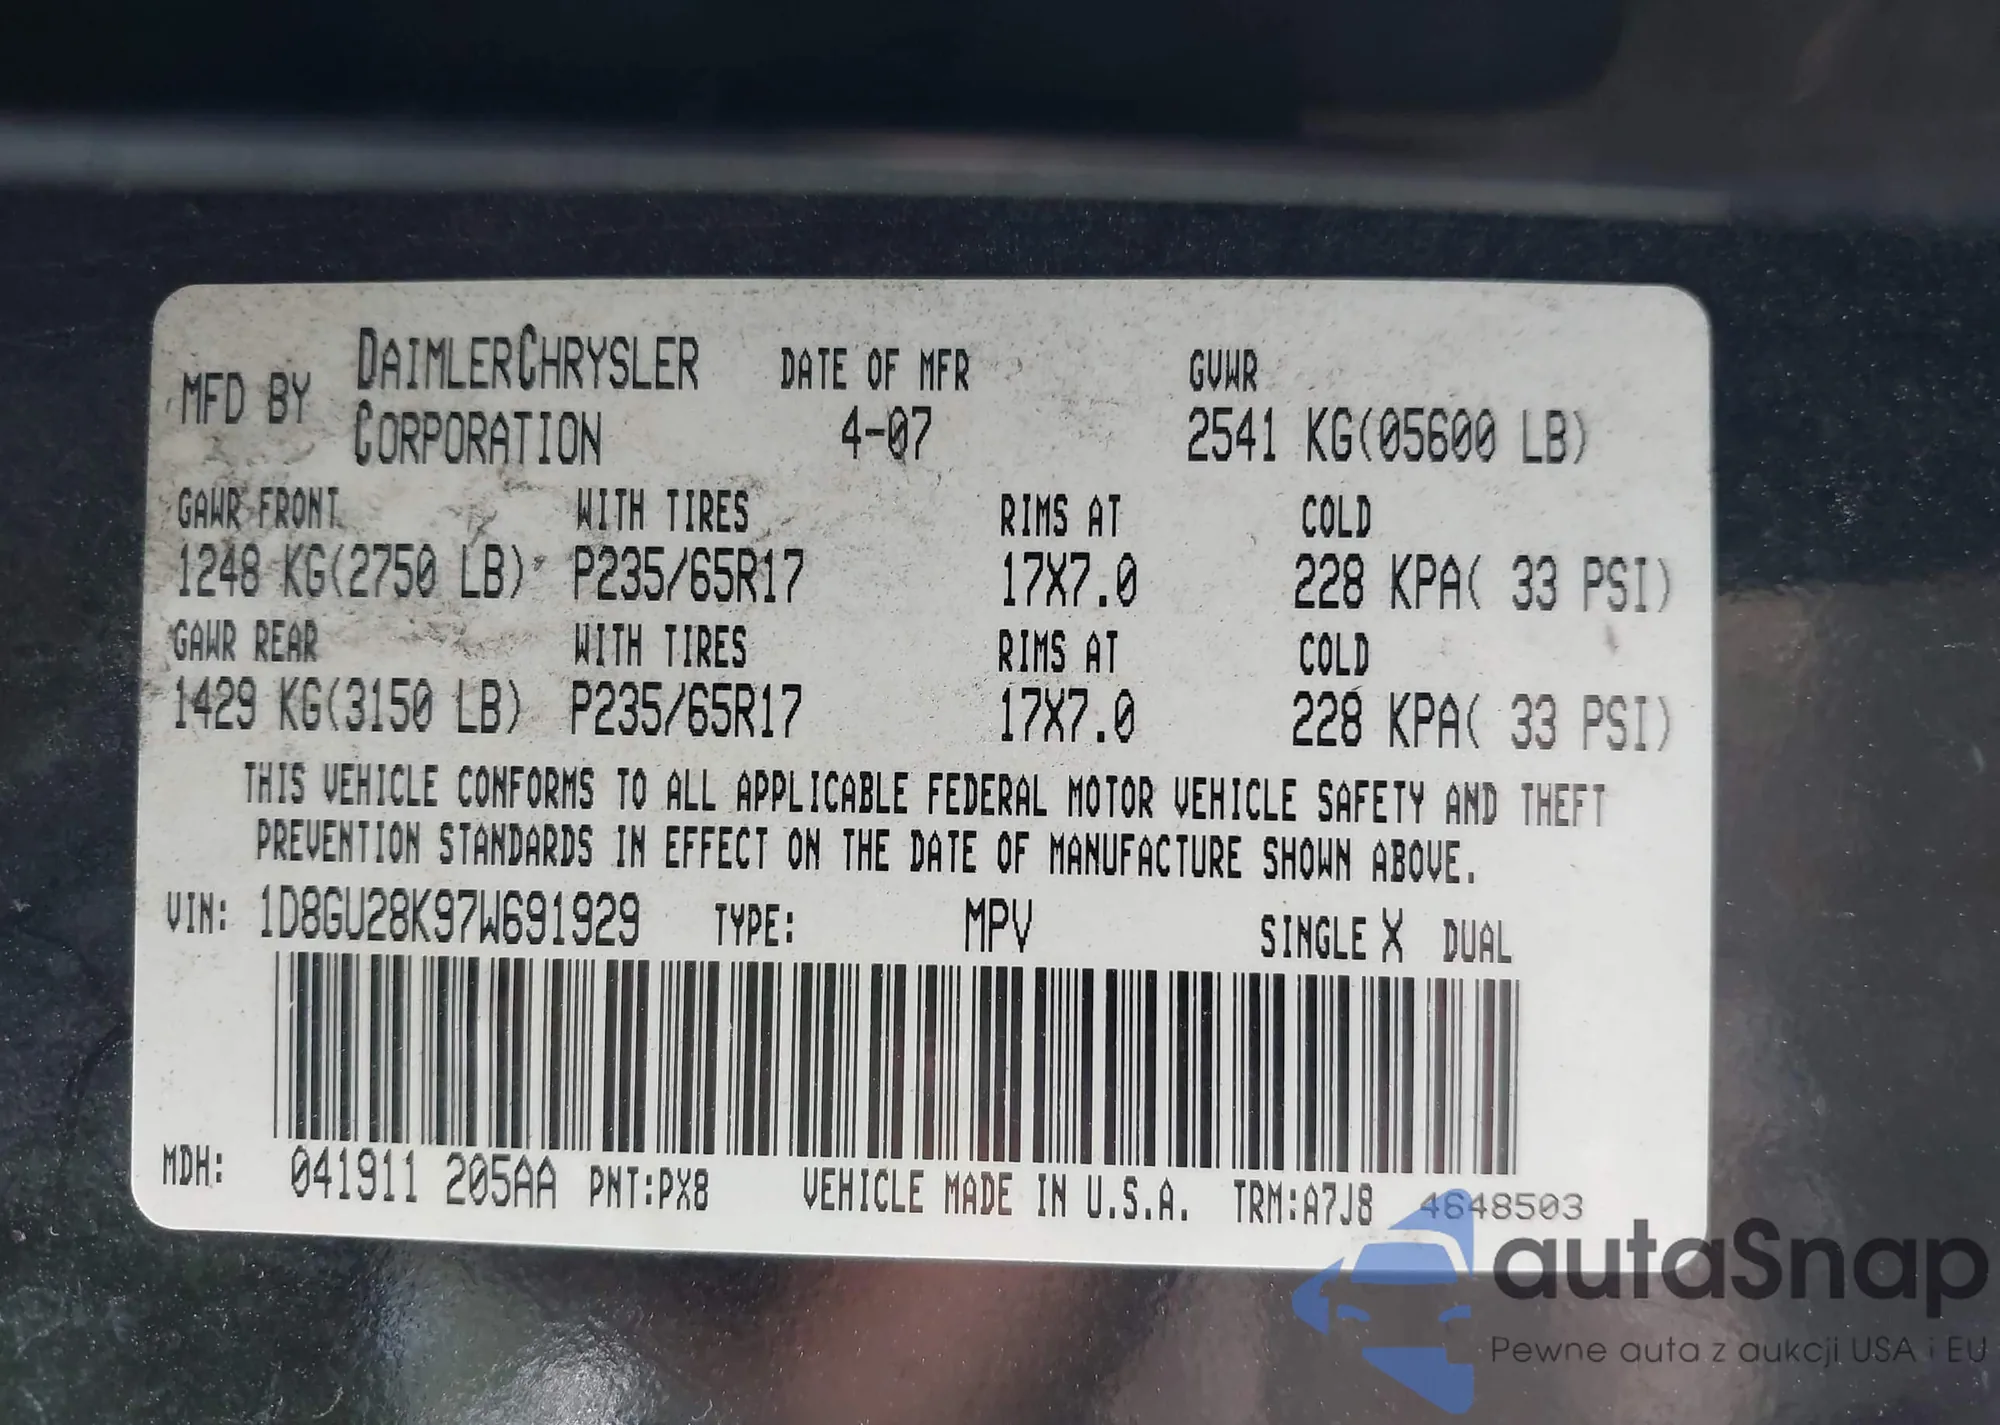 MFD BY DAIMLERCHRYSLER CORPORATION DATE OF MFR 4-07 GVWR 2541 KG(05600 LB)
GAWR FRONT WITH TIRES RIMS AT COLD
1248 KG(2750 LB) P235/65R17 17X7.0 228 KPA( 33 PSI)
GAWR REAR WITH TIRES RIMS AT COLD
1429 KG(3150 LB) P235/65R17 17X7.0 228 KPA( 33 PSI)
THIS VEHICLE CONFORMS TO ALL APPLICABLE FEDERAL MOTOR VEHICLE SAFETY AND THEFT
PREVENTION STANDARDS IN EFFECT ON THE DATE OF MANUFACTURE SHOWN ABOVE.
VIN: 1D8GU28K97W691929 TYPE: MPV SINGLE X DUAL
MDH: 041911 205AA PNT:PX8 VEHICLE MADE IN U.S.A. TRM:A7J8 4648503
autaSnap
Pewne auta z aukcji USA i EU